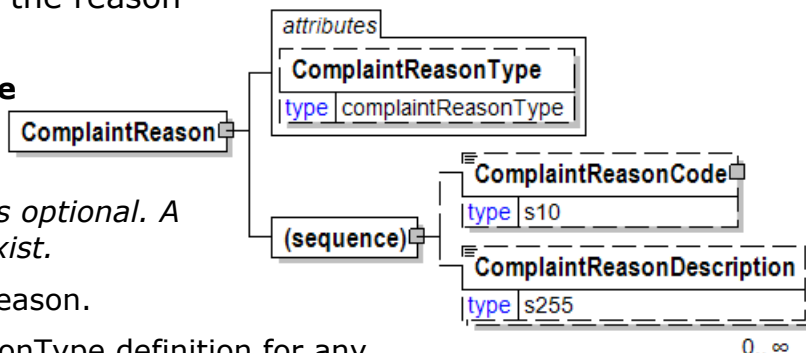 the reason
attributes
ComplaintReasonType
type complaintReasonType
ComplaintReason
s optional. A
ComplaintReasonCode
type s10
(sequence)
ComplaintReasonDescription
eason.
type s255
onType definition for any
0.. ∞